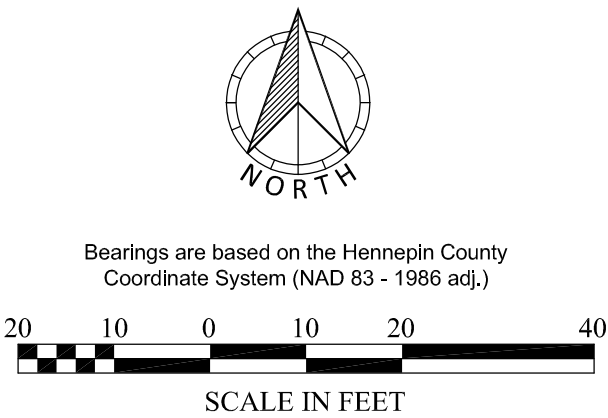 NORTH
Bearings are based on the Hennepin County
Coordinate System (NAD 83 - 1986 adj.)
20 10 0 10 20 40
SCALE IN FEET